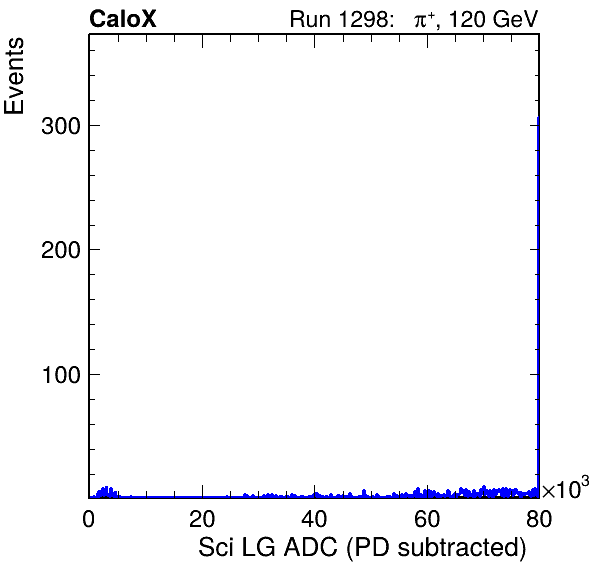 CaloX Run 1298: π⁺, 120 GeV
Events
300
200
100
0 20 40 60 80
×10³
Sci LG ADC (PD subtracted)